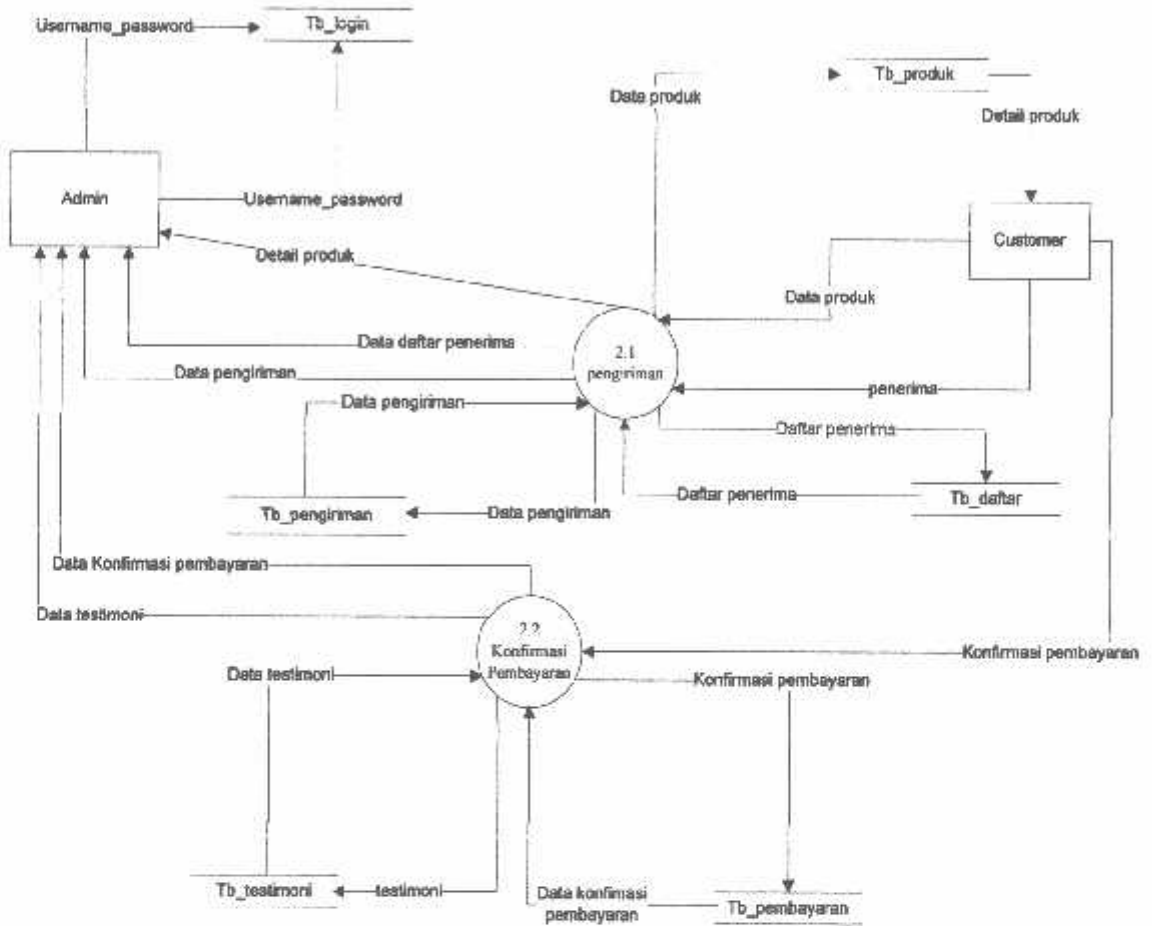 Username_password
Tb_login
Tb_produk
Data produk
Detail produk
Admin
Username_password
Customer
Detail produk
Data produk
Data daftar penerima
2.1
pengiriman
Data pengiriman
penerima
Data pengiriman
Daftar penerima
Daftar penerima
Tb_daftar
Tb_pengiriman
Data pengiriman
Data Konfirmasi pembayaran
Data testimoni
2.2
Konfirmasi
Pembayaran
Konfirmasi pembayaran
Data testimoni
Konfirmasi pembayaran
Tb_testimoni
testimoni
Data konfimasi
pembayaran
Tb_pembayaran